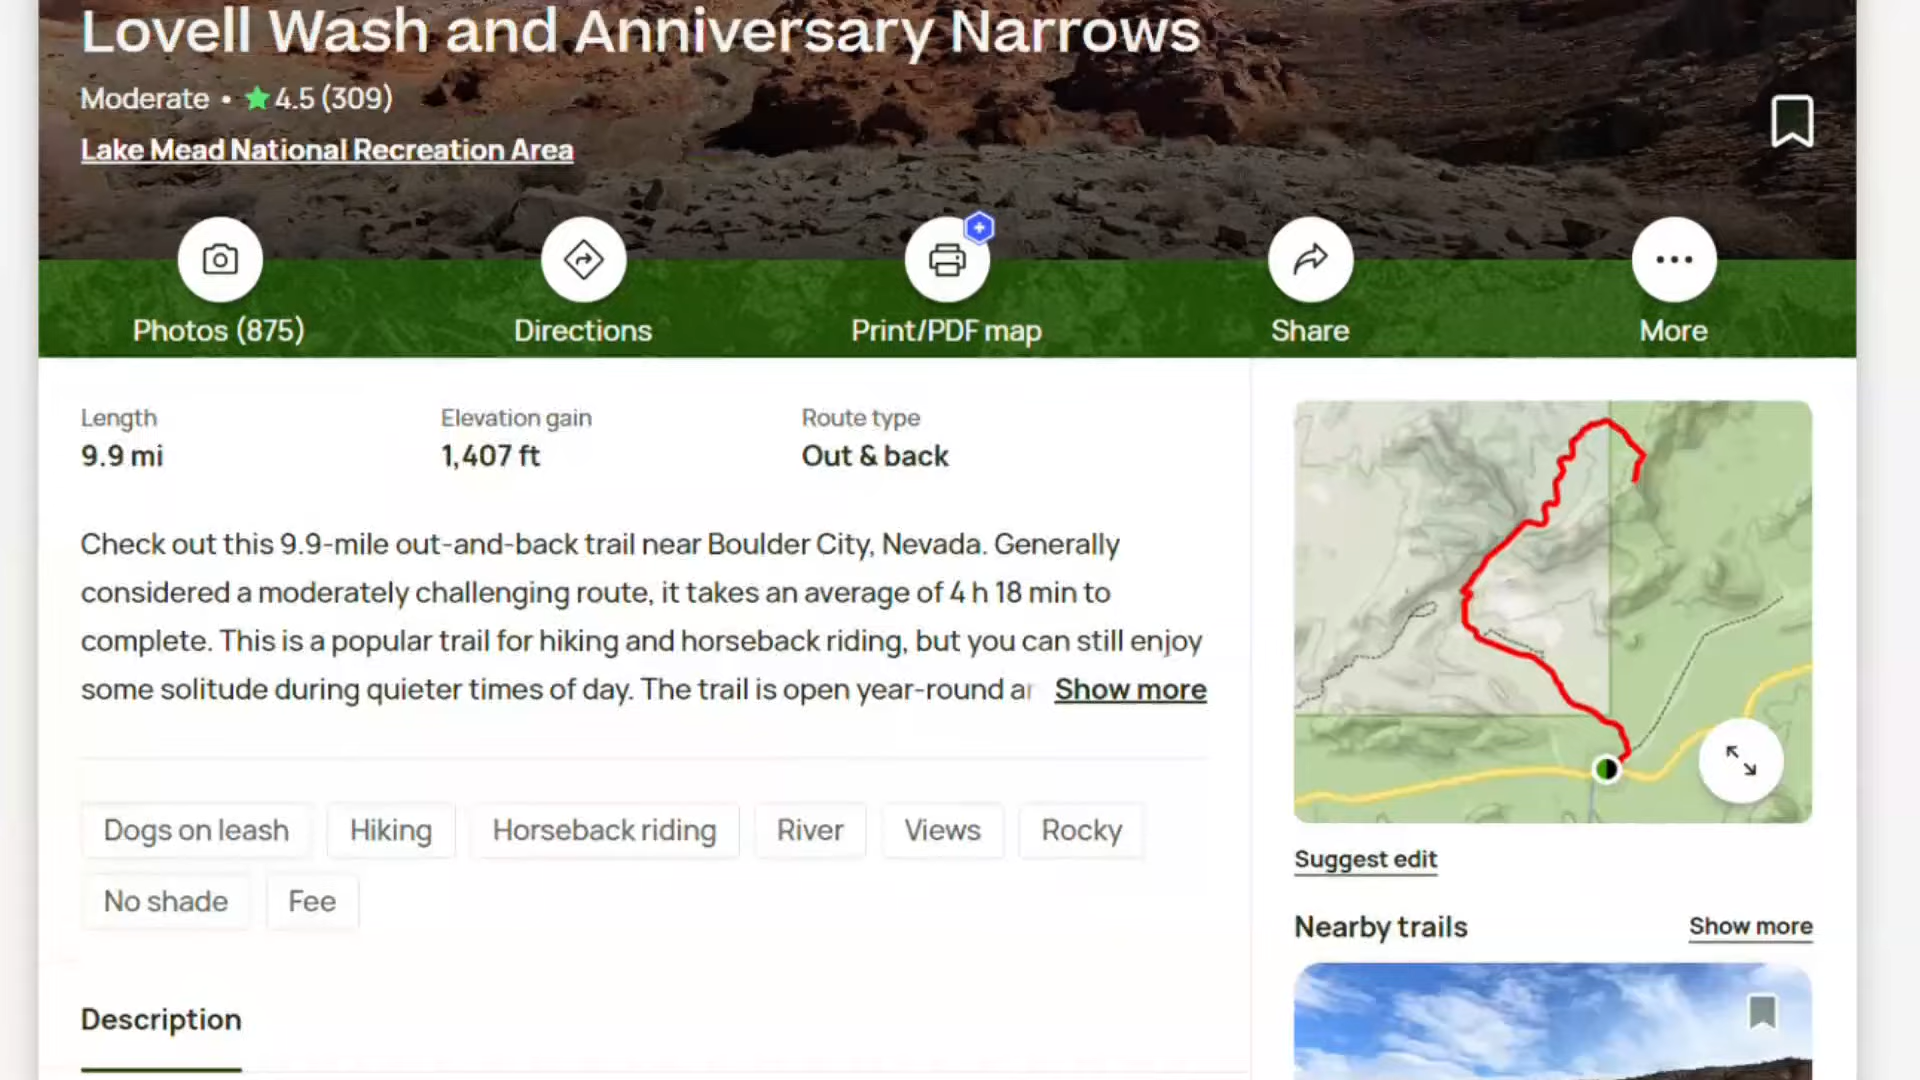 Lovell Wash and Anniversary Narrows
Moderate • 4.5 (309)
Lake Mead National Recreation Area
Photos (875)
Directions
Print/PDF map
Share
More
Length
9.9 mi
Elevation gain
1,407 ft
Route type
Out & back
Check out this 9.9-mile out-and-back trail near Boulder City, Nevada. Generally
considered a moderately challenging route, it takes an average of 4 h 18 min to
complete. This is a popular trail for hiking and horseback riding, but you can still enjoy
some solitude during quieter times of day. The trail is open year-round ar Show more
Dogs on leash
Hiking
Horseback riding
River
Views
Rocky
No shade
Fee
Description
Suggest edit
Nearby trails
Show more